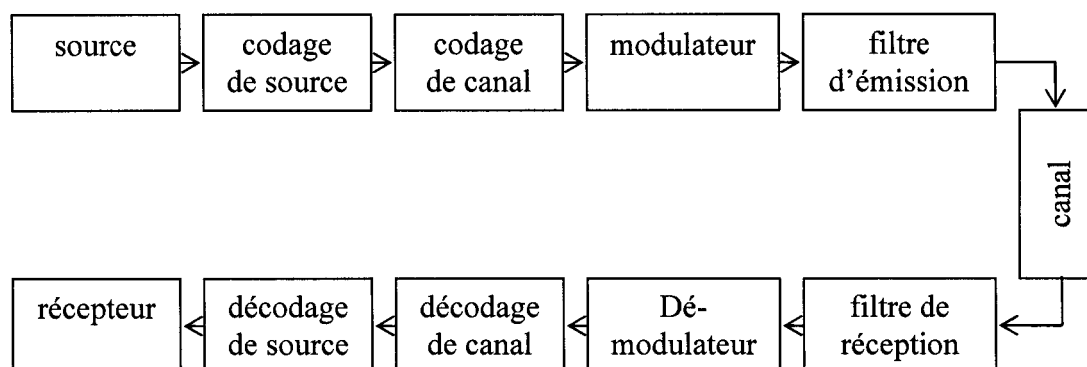 source
codage
de source
codage
de canal
modulateur
filtre
d'émission
canal
récepteur
décodage
de source
décodage
de canal
Dé-
modulateur
filtre de
réception